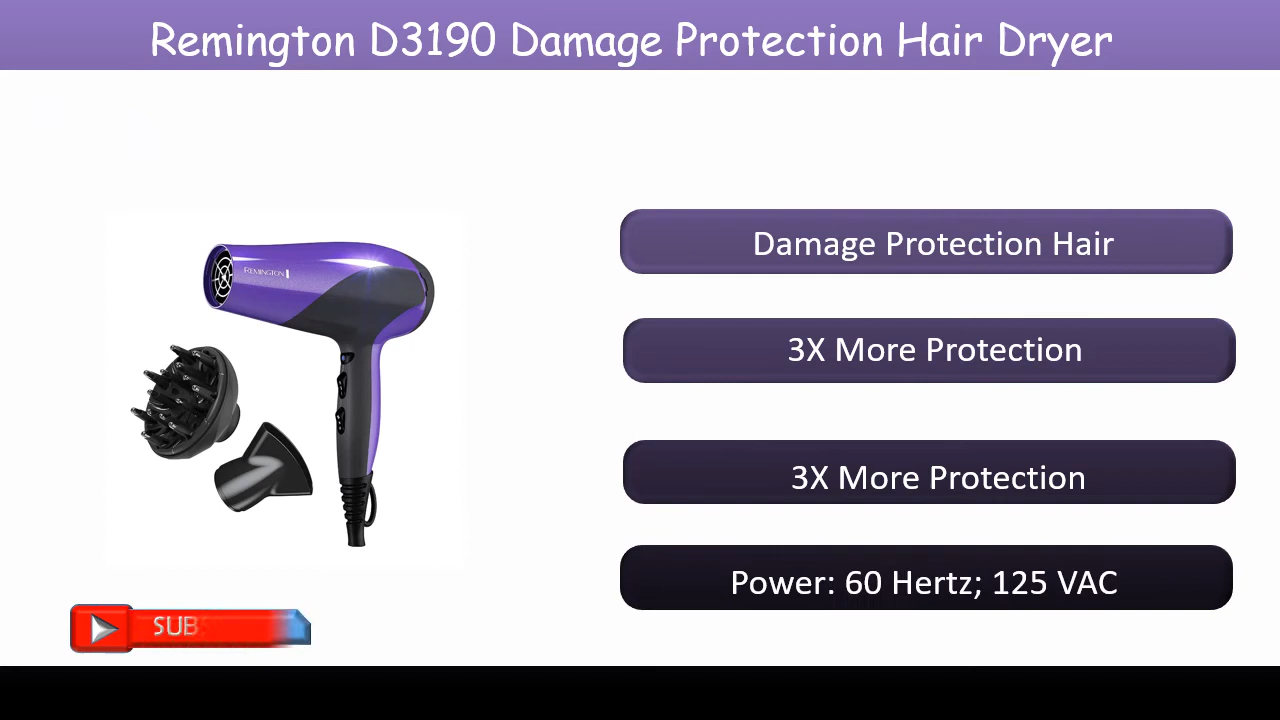 Remington D3190 Damage Protection Hair Dryer
REMINGTON
Damage Protection Hair
3X More Protection
3X More Protection
Power: 60 Hertz; 125 VAC
SUBS